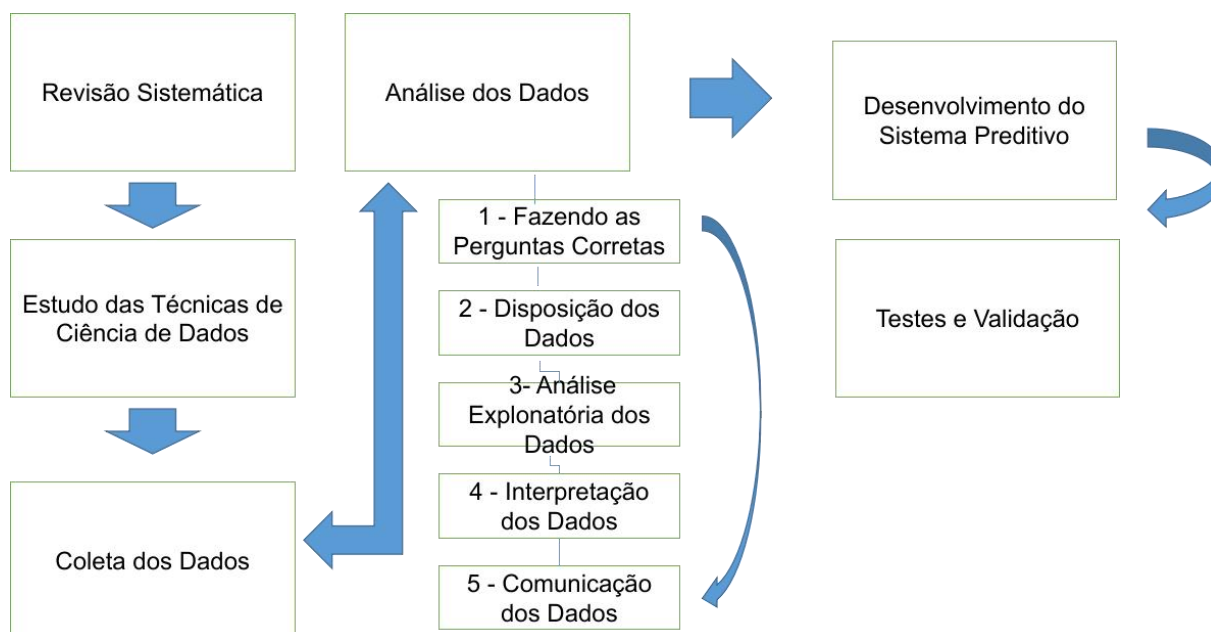 Revisão Sistemática
Estudo das Técnicas de
Ciência de Dados
Coleta dos Dados
Análise dos Dados
1 - Fazendo as
Perguntas Corretas
2 - Disposição dos
Dados
3- Análise
Explonatória dos
Dados
4 - Interpretação
dos Dados
5 - Comunicação
dos Dados
Desenvolvimento do
Sistema Preditivo
Testes e Validação